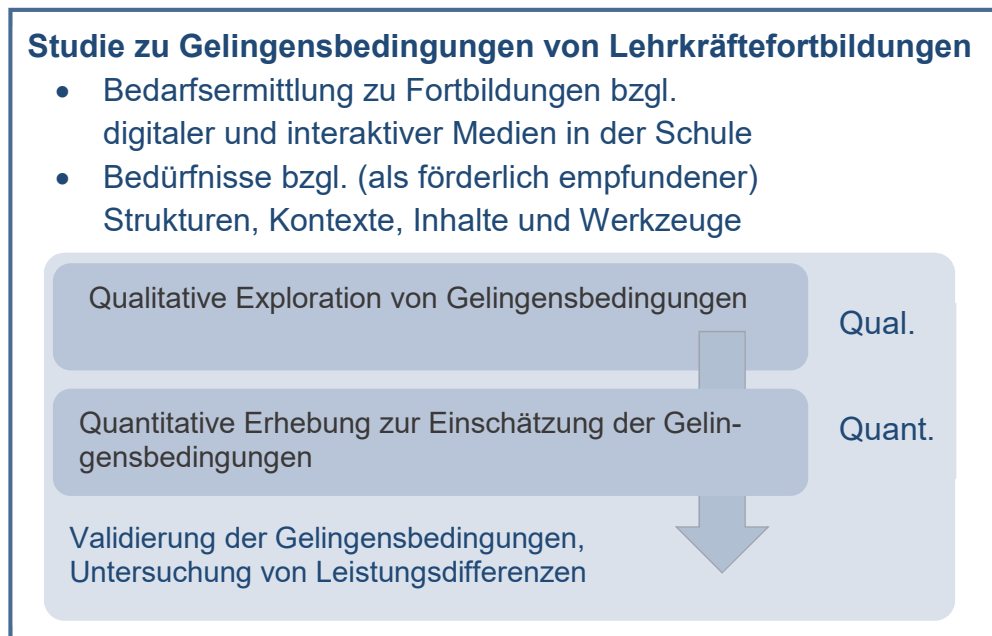 Studie zu Gelingensbedingungen von Lehrkräftefortbildungen
• Bedarfsermittlung zu Fortbildungen bzgl.
digitaler und interaktiver Medien in der Schule
• Bedürfnisse bzgl. (als förderlich empfundener)
Strukturen, Kontexte, Inhalte und Werkzeuge
Qualitative Exploration von Gelingensbedingungen
Qual.
Quantitative Erhebung zur Einschätzung der Gelin-
gensbedingungen
Quant.
Validierung der Gelingensbedingungen,
Untersuchung von Leistungsdifferenzen